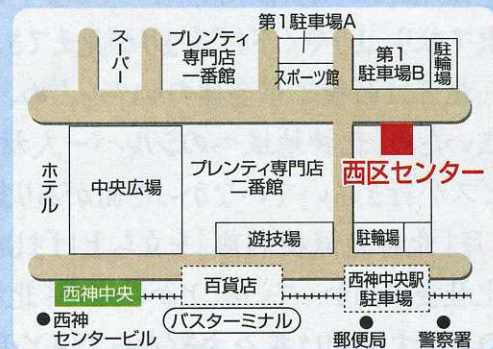 スーパー
プレンティ
専門店
一番館
第1駐車場A
スポーツ館
第1
駐車場B
駐輪場
ホテル
中央広場
プレンティ専門店
二番館
西区センター
遊技場
駐輪場
西神中央
百貨店
西神中央駅
駐車場
●西神
センタービル
バスターミナル
郵便局
警察署